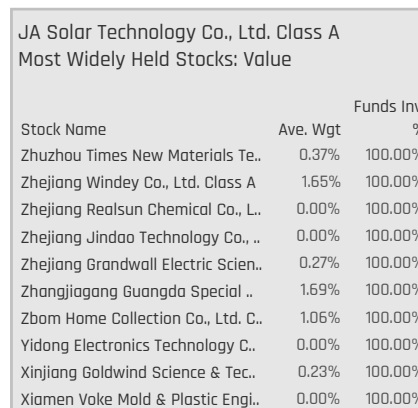 JA Solar Technology Co., Ltd. Class A
Most Widely Held Stocks: Value
Funds Inv
Stock Name Ave. Wgt %
Zhuzhou Times New Materials Te.. 0.37% 100.00%
Zhejiang Windey Co., Ltd. Class A 1.65% 100.00%
Zhejiang Realsun Chemical Co., L.. 0.00% 100.00%
Zhejiang Jindao Technology Co., .. 0.00% 100.00%
Zhejiang Grandwall Electric Scien.. 0.27% 100.00%
Zhangjiagang Guangda Special .. 1.69% 100.00%
Zbom Home Collection Co., Ltd. C.. 1.06% 100.00%
Yidong Electronics Technology C.. 0.00% 100.00%
Xinjiang Goldwind Science & Tec.. 0.23% 100.00%
Xiamen Voke Mold & Plastic Engi.. 0.00% 100.00%